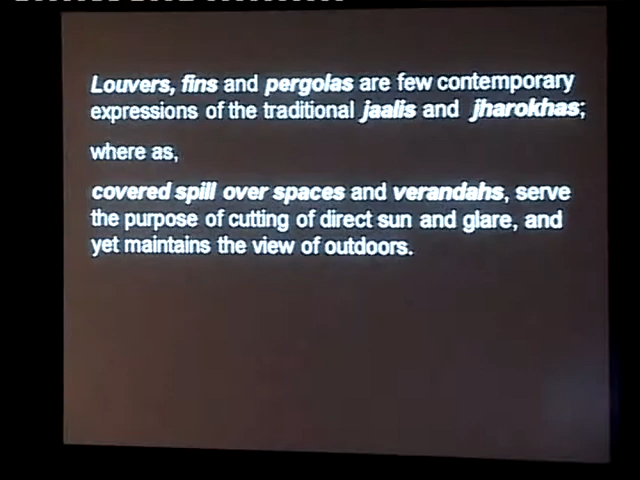 Louvers, fins and pergolas are few contemporary
expressions of the traditional jaalis and jharokhas;
where as,
covered spill over spaces and verandahs, serve
the purpose of cutting of direct sun and glare, and
yet maintains the view of outdoors.